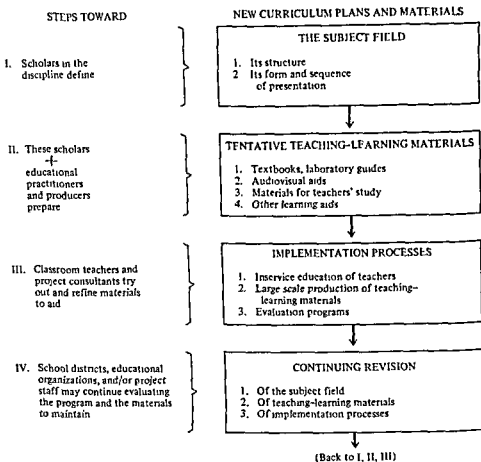 STEPS TOWARD
NEW CURRICULUM PLANS AND MATERIALS
I. Scholars in the
discipline define
THE SUBJECT FIELD
1. Its structure
2 Its form and sequence
of presentation
II. These scholars
+
educational
practitioners
and producers
prepare
TENTATIVE TEACHING-LEARNING MATERIALS
1. Textbooks, laboratory guides
2. Audiovisual aids
3. Materials for teachers' study
4. Other learning aids
III. Classroom teachers and
project consultants try
out and refine materials
to aid
IMPLEMENTATION PROCESSES
1. Inservice education of teachers
2. Large scale production of teaching-
learning materials
3. Evaluation programs
IV. School districts, educational
organizations, and/or project
staff may continue evaluating
the program and the materials
to maintain
CONTINUING REVISION
1. Of the subject field
2. Of teaching-learning materials
3. Of implementation processes
(Back to I, II, III)